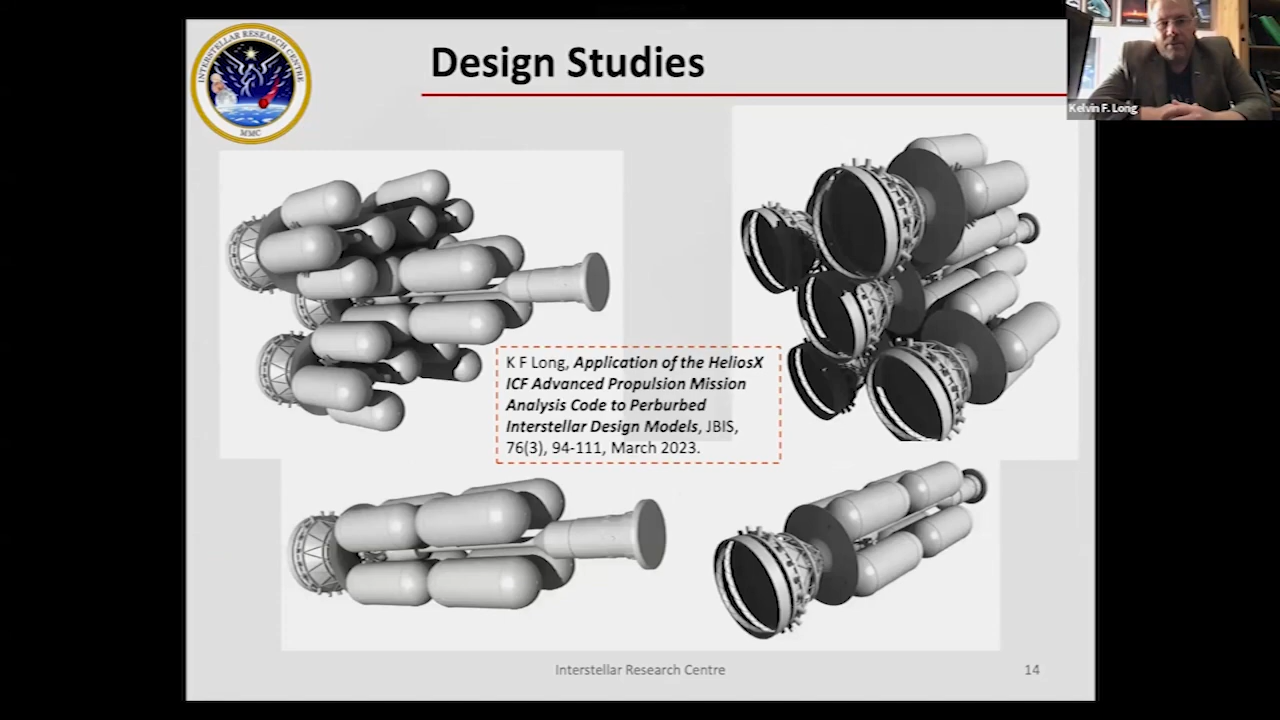 Design Studies
INTERSTELLAR RESEARCH CENTRE
MMC
Kelvin F. Long
K F Long, Application of the HeliosX
ICF Advanced Propulsion Mission
Analysis Code to Perburbed
Interstellar Design Models, JBIS,
76(3), 94-111, March 2023.
Interstellar Research Centre
14